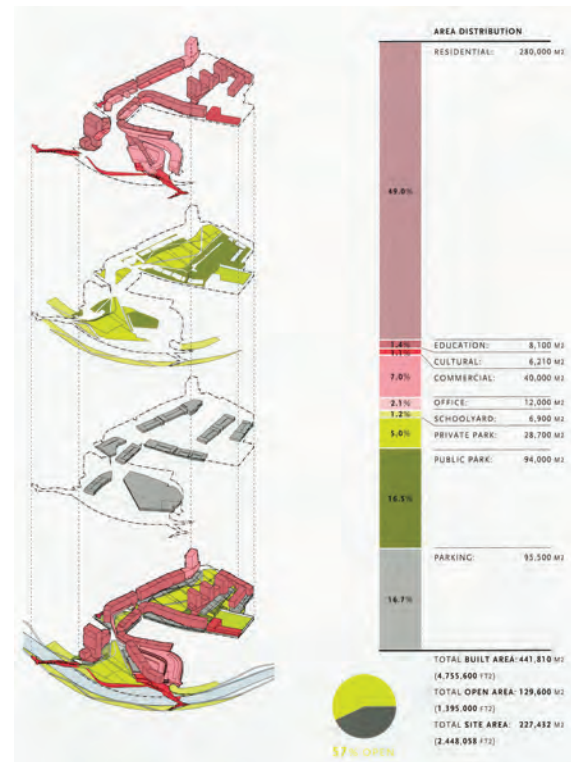 AREA DISTRIBUTION
RESIDENTIAL: 280,000 M2
49.0%
1.4% EDUCATION: 8,100 M2
1.1% CULTURAL: 6,210 M2
7.0% COMMERCIAL: 40,000 M2
2.1% OFFICE: 12,000 M2
1.2% SCHOOLYARD: 6,900 M2
5.0% PRIVATE PARK: 28,700 M2
PUBLIC PARK: 94,000 M2
16.5%
PARKING: 95,500 M2
16.7%
TOTAL BUILT AREA: 441,810 M2
(4,755,600 FT2)
TOTAL OPEN AREA: 129,600 M2
(1,395,000 FT2)
TOTAL SITE AREA: 227,432 M2
(2,448,058 FT2)
57% OPEN